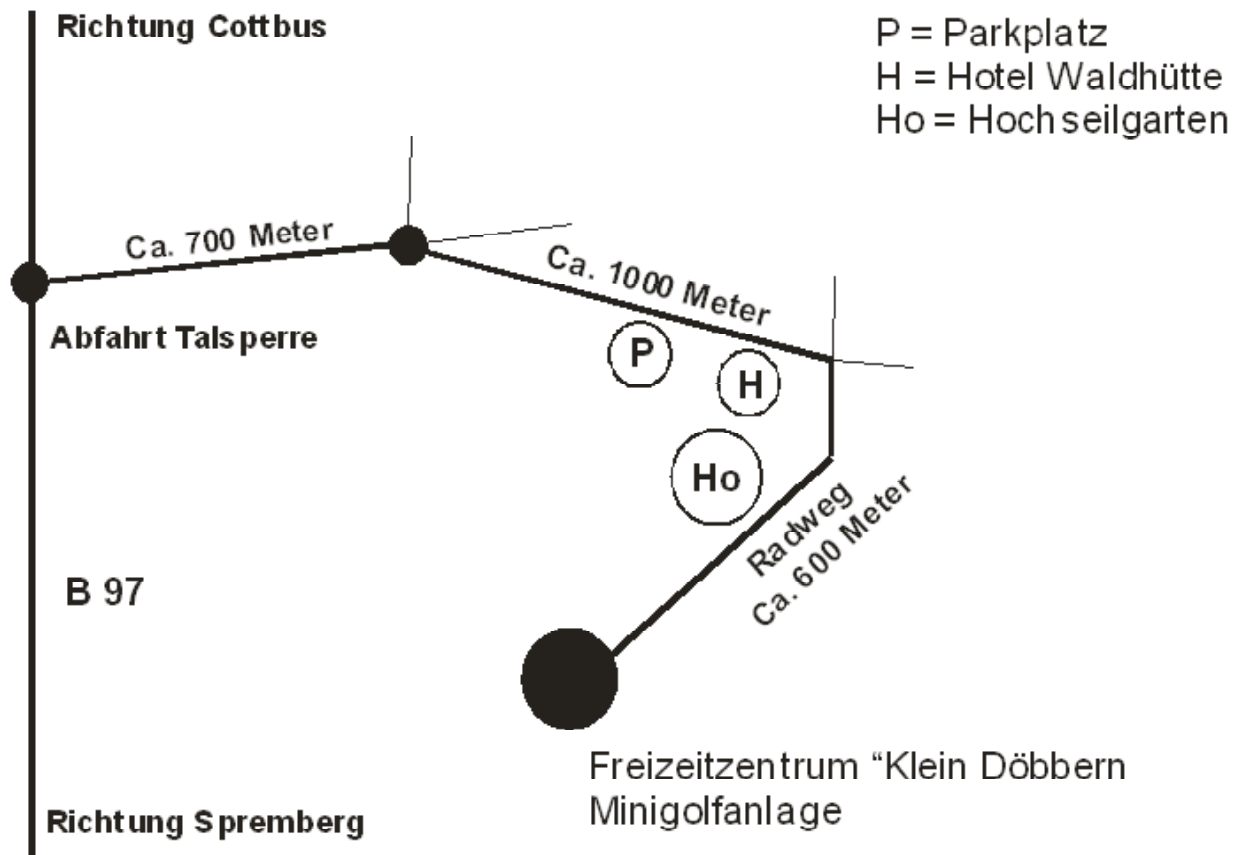 Richtung Cottbus
P = Parkplatz
H = Hotel Waldhütte
Ho = Hochseilgarten
Ca. 700 Meter
Ca. 1000 Meter
Abfahrt Talsperre
P
H
Ho
Radweg
Ca. 600 Meter
B 97
Freizeitzentrum “Klein Döbbern
Minigolfanlage
Richtung Spremberg